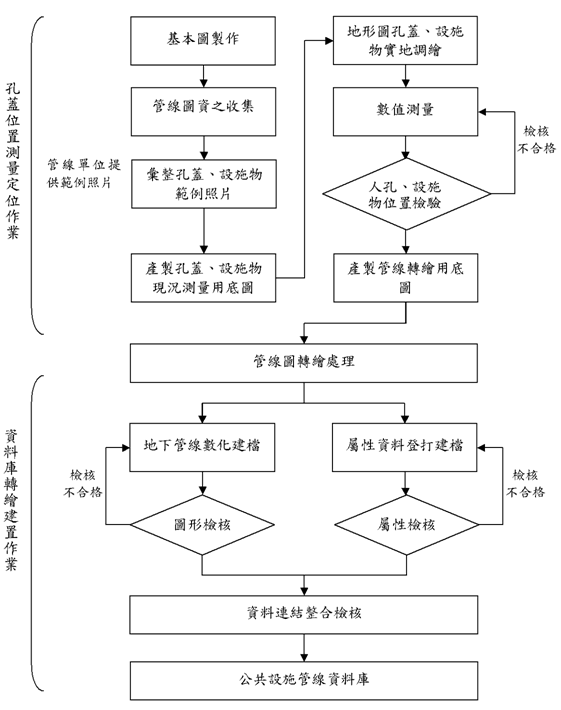 孔蓋位置測量定位作業
基本圖製作
管線圖資之收集
管線單位提
供範例照片
彙整孔蓋、設施物
範例照片
產製孔蓋、設施物
現況測量用底圖
地形圖孔蓋、設施
物實地調繪
數值測量
檢核
不合格
人孔、設施
物位置檢驗
產製管線轉繪用底
圖
資料庫轉繪建置作業
管線圖轉繪處理
地下管線數化建檔
檢核
不合格
圖形檢核
屬性資料登打建檔
檢核
不合格
屬性檢核
資料連結整合檢核
公共設施管線資料庫